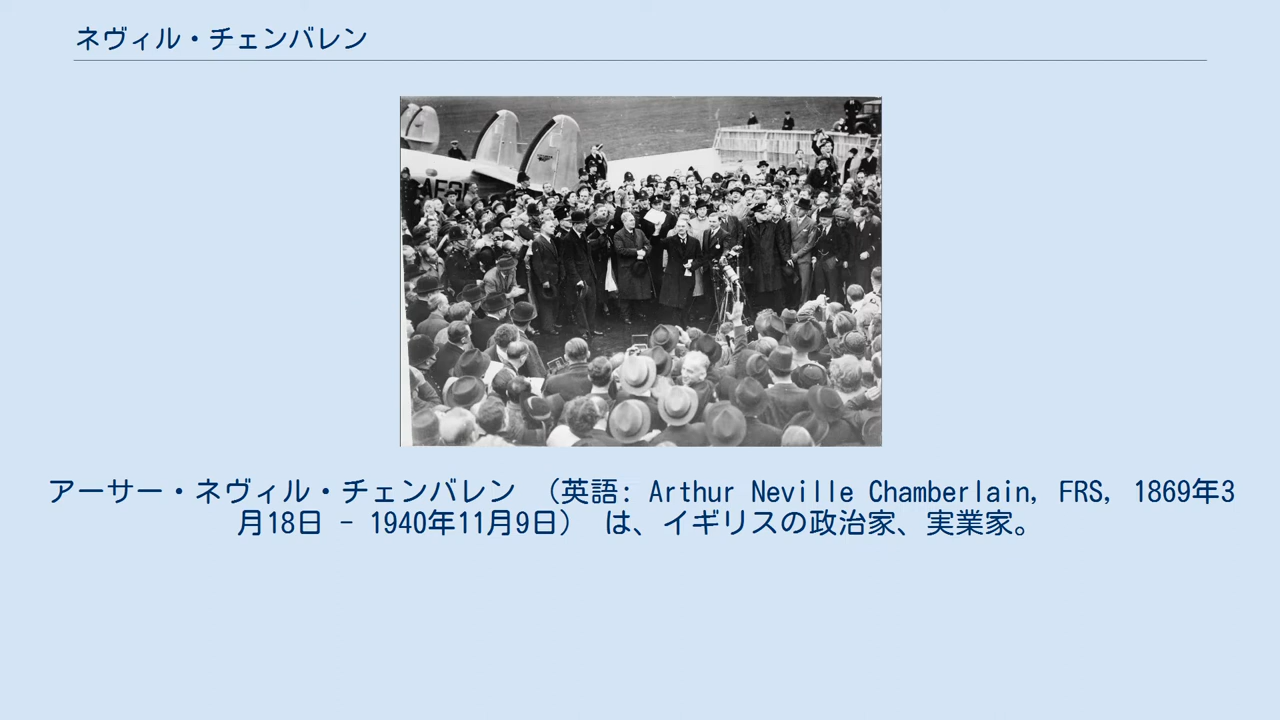 ネヴィル・チェンバレン
アーサー・ネヴィル・チェンバレン （英語: Arthur Neville Chamberlain, FRS, 1869年3
月18日 - 1940年11月9日） は、イギリスの政治家、実業家。